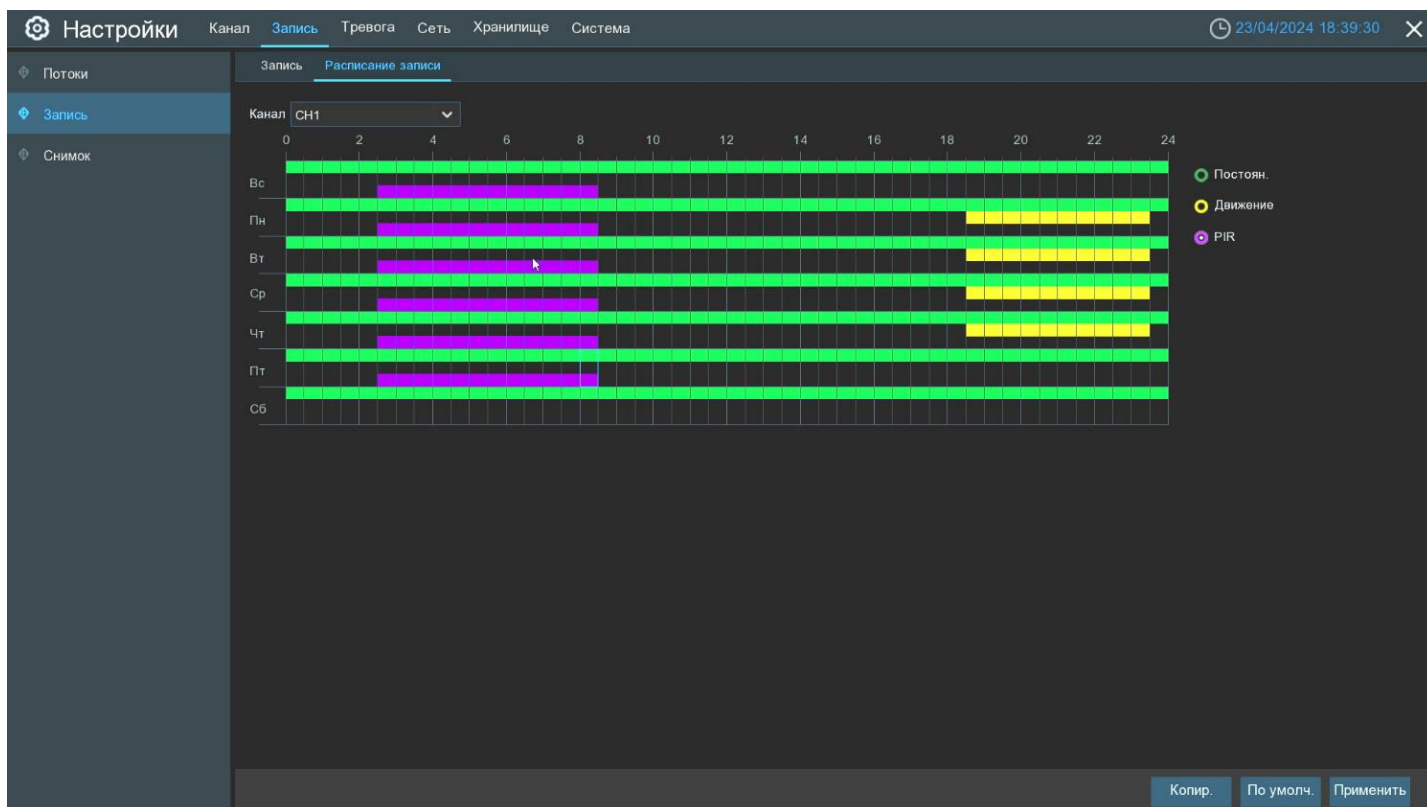 Настройки Канал Запись Тревога Сеть Хранилище Система 23/04/2024 18:39:30
Потоки
Запись
Снимок
Запись Расписание записи
Канал CH1
0 2 4 6 8 10 12 14 16 18 20 22 24
Вс
Пн
Вт
Ср
Чт
Пт
Сб
Постоян.
Движение
PIR
Копир. По умолч. Применить